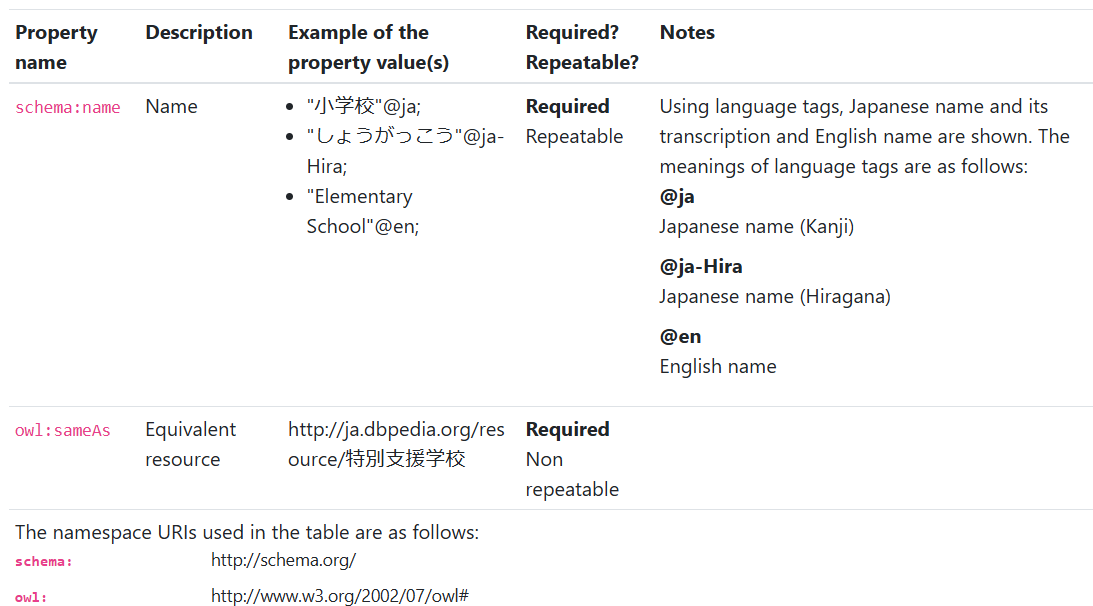 Property name
Description
Example of the property value(s)
Required? Repeatable?
Notes
schema:name
Name
• "小学校"@ja;
• "しょうがっこう"@ja-
Hira;
• "Elementary
School"@en;
Required
Repeatable
Using language tags, Japanese name and its
transcription and English name are shown. The
meanings of language tags are as follows:
@ja
Japanese name (Kanji)
@ja-Hira
Japanese name (Hiragana)
@en
English name
owl:sameAs
Equivalent
resource
http://ja.dbpedia.org/res
ource/特別支援学校
Required
Non
repeatable
The namespace URIs used in the table are as follows:
schema: http://schema.org/
owl: http://www.w3.org/2002/07/owl#